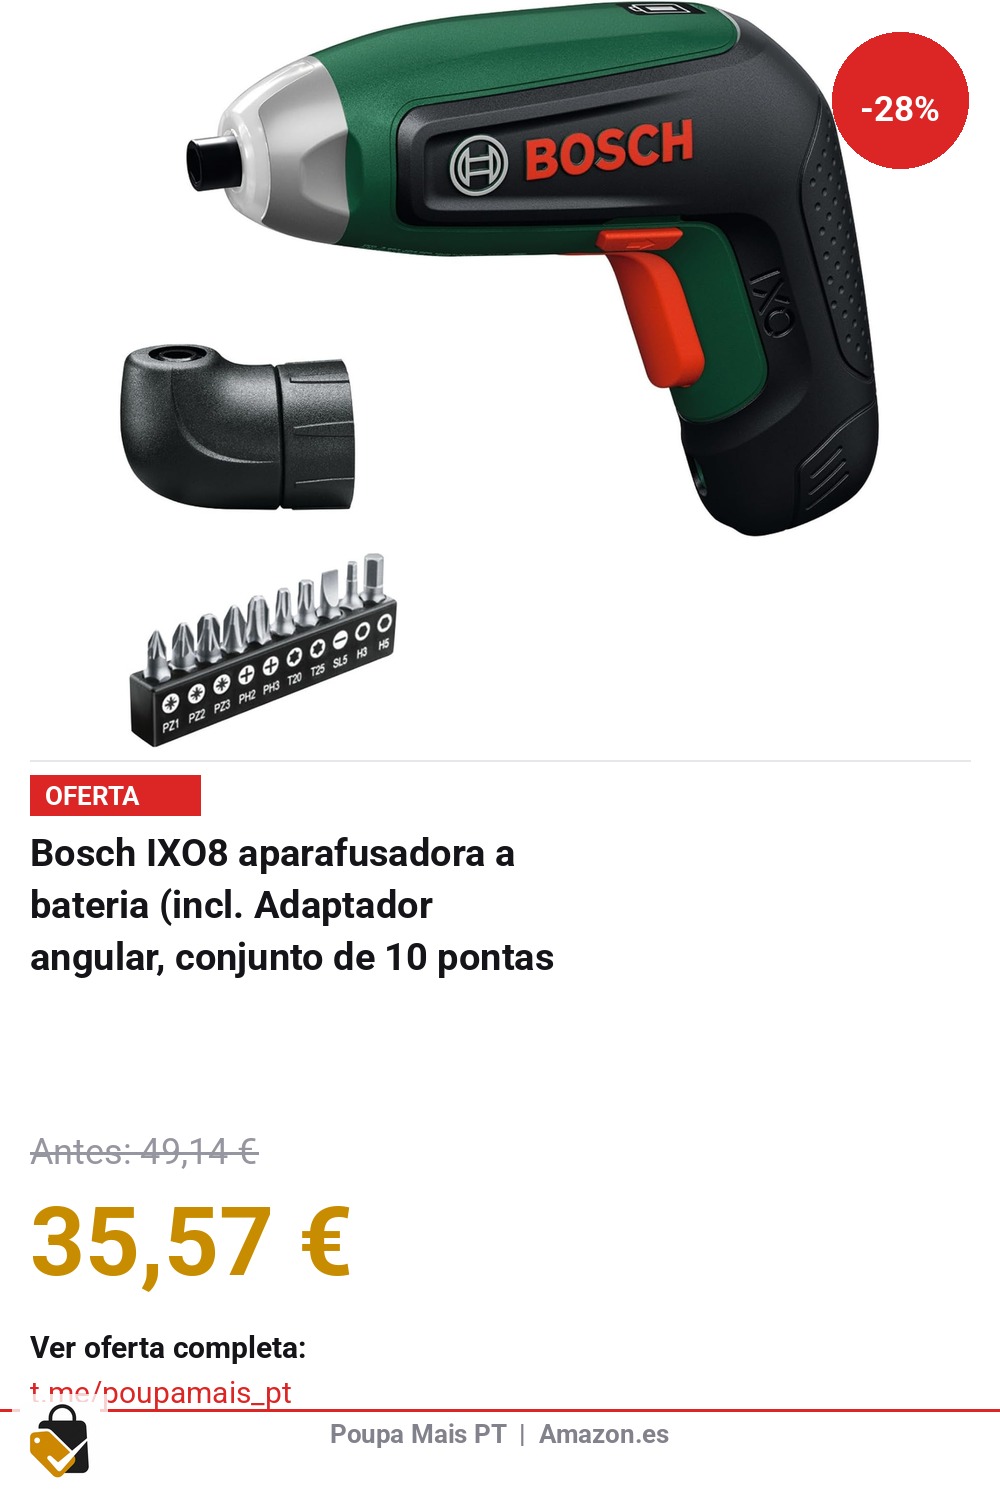 -28%
BOSCH
IXO
PZ1 PZ2 PZ3 PH2 PH3 T20 T25 SL5 H3 H5
OFERTA
Bosch IXO8 aparafusadora a
bateria (incl. Adaptador
angular, conjunto de 10 pontas
Antes: 49,14 €
35,57 €
Ver oferta completa:
t.me/poupamais_pt
Poupa Mais PT | Amazon.es